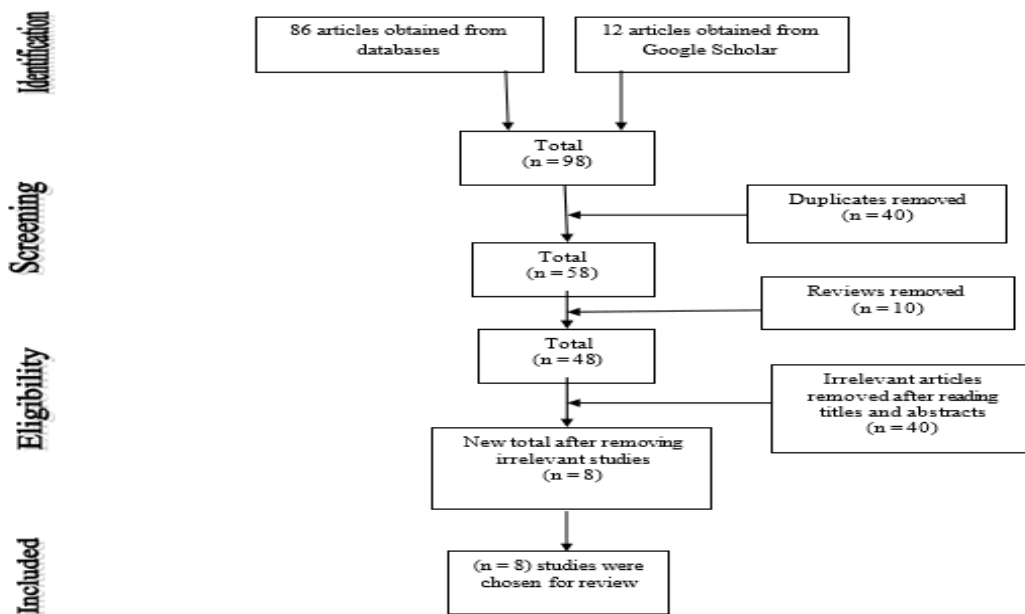 Identification
86 articles obtained from
databases
12 articles obtained from
Google Scholar
Total
(n = 98)
Screening
Duplicates removed
(n = 40)
Total
(n = 58)
Reviews removed
(n = 10)
Eligibility
Total
(n = 48)
Irrelevant articles
removed after reading
titles and abstracts
(n = 40)
New total after removing
irrelevant studies
(n = 8)
Included
(n = 8) studies were
chosen for review